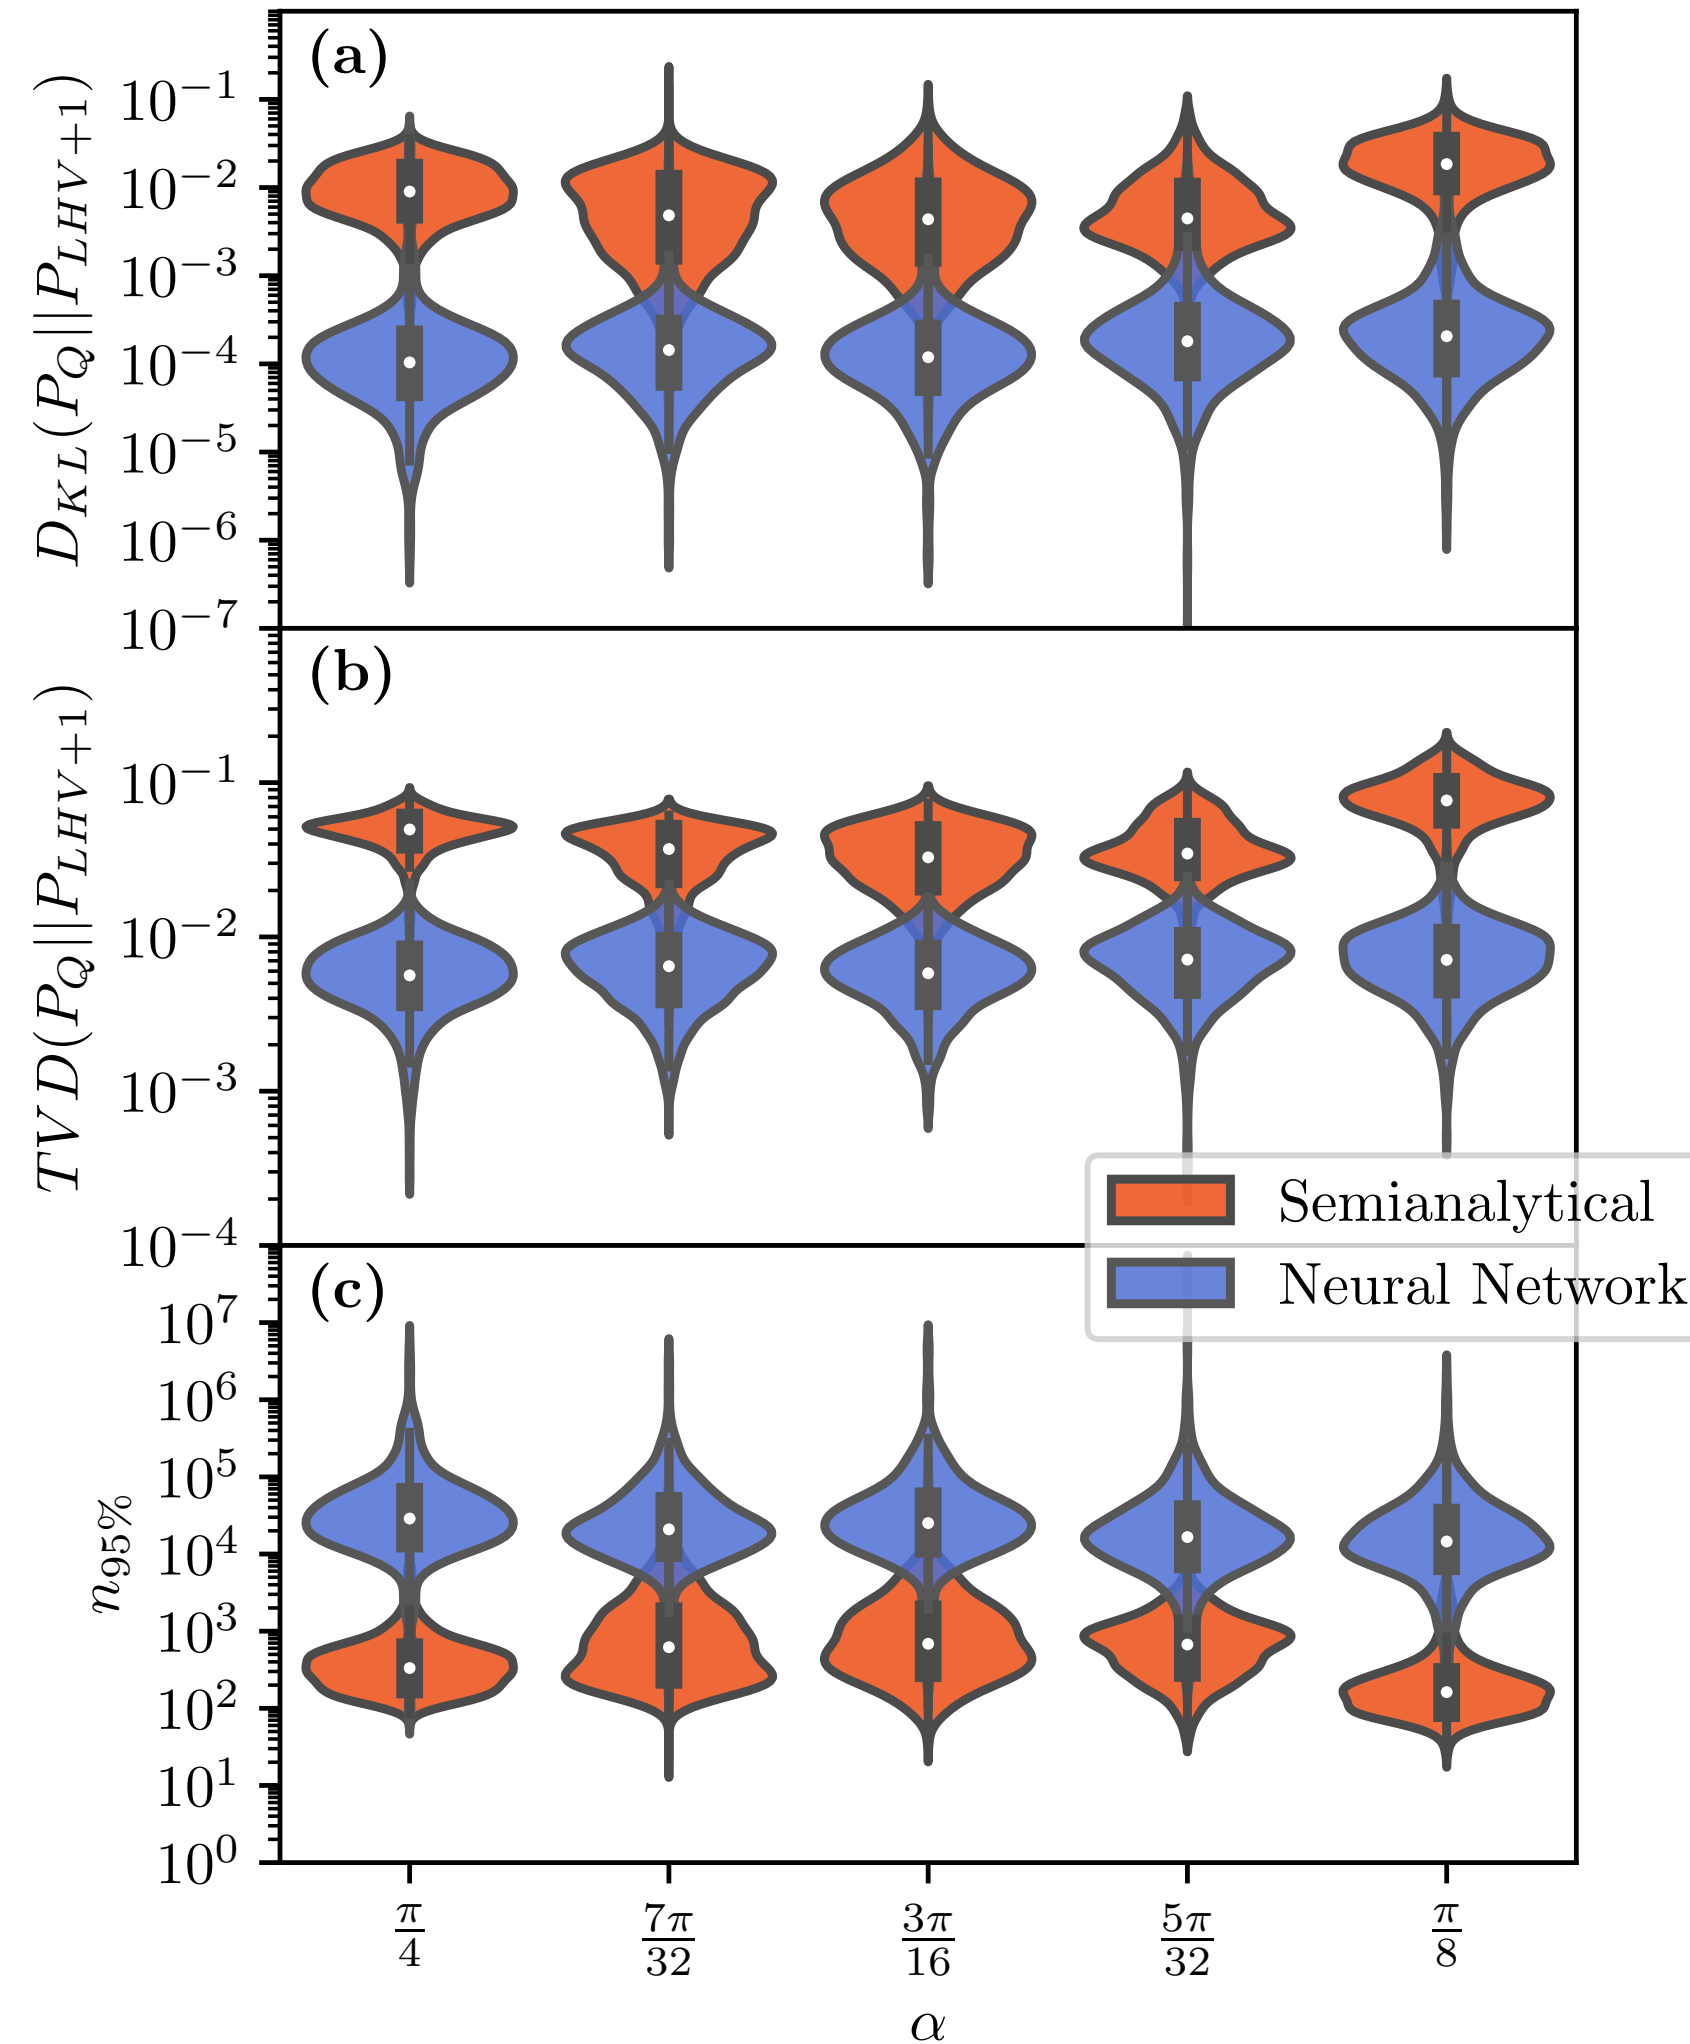 (a)
D_{KL}(P_Q||P_{LHV+1})
10^{-1}
10^{-2}
10^{-3}
10^{-4}
10^{-5}
10^{-6}
10^{-7}
(b)
TVD(P_Q||P_{LHV+1})
10^{-1}
10^{-2}
10^{-3}
10^{-4}
Semianalytical
Neural Network
(c)
n_{95%}
10^7
10^6
10^5
10^4
10^3
10^2
10^1
10^0
π/4 7π/32 3π/16 5π/32 π/8
α